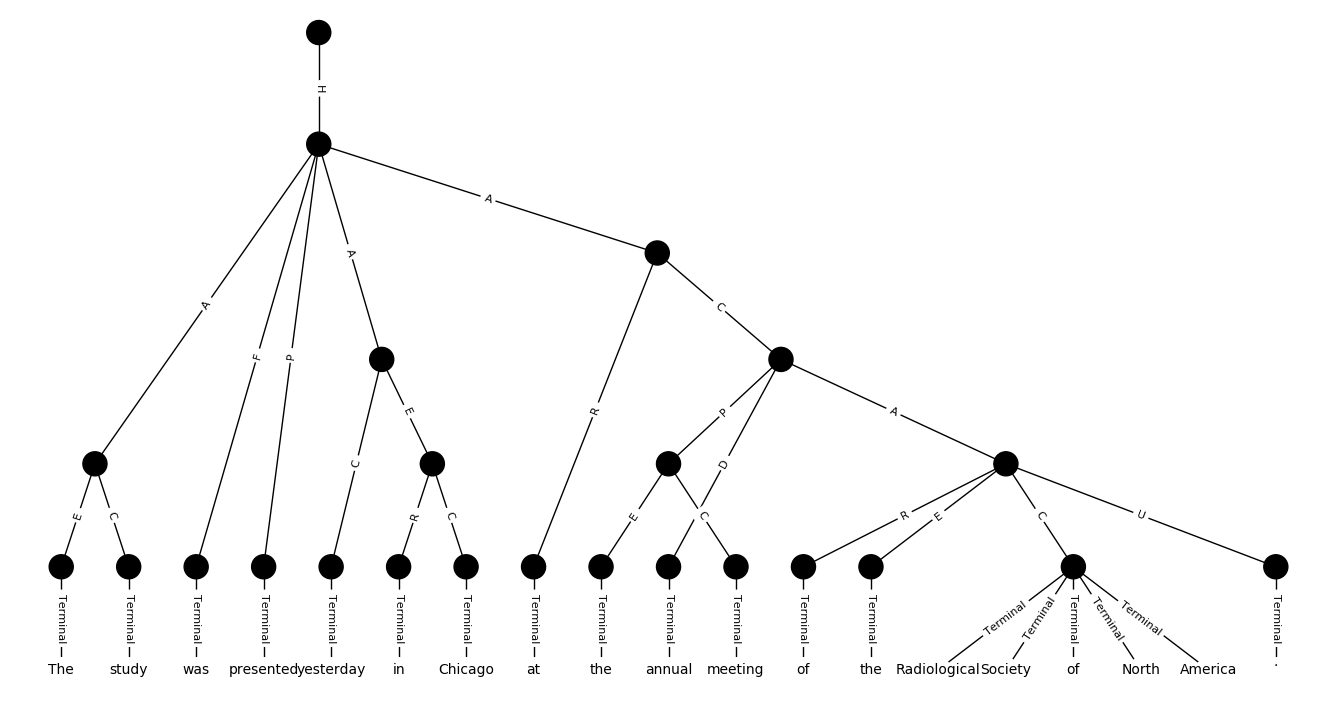 H
A
A
A
F
P
C
E
R
P
A
C
D
E
C
R
C
E
C
R
E
C
U
Terminal Terminal Terminal Terminal Terminal Terminal Terminal Terminal Terminal Terminal Terminal Terminal Terminal Terminal Terminal Terminal Terminal Terminal Terminal
The study was presented yesterday in Chicago at the annual meeting of the Radiological Society of North America .